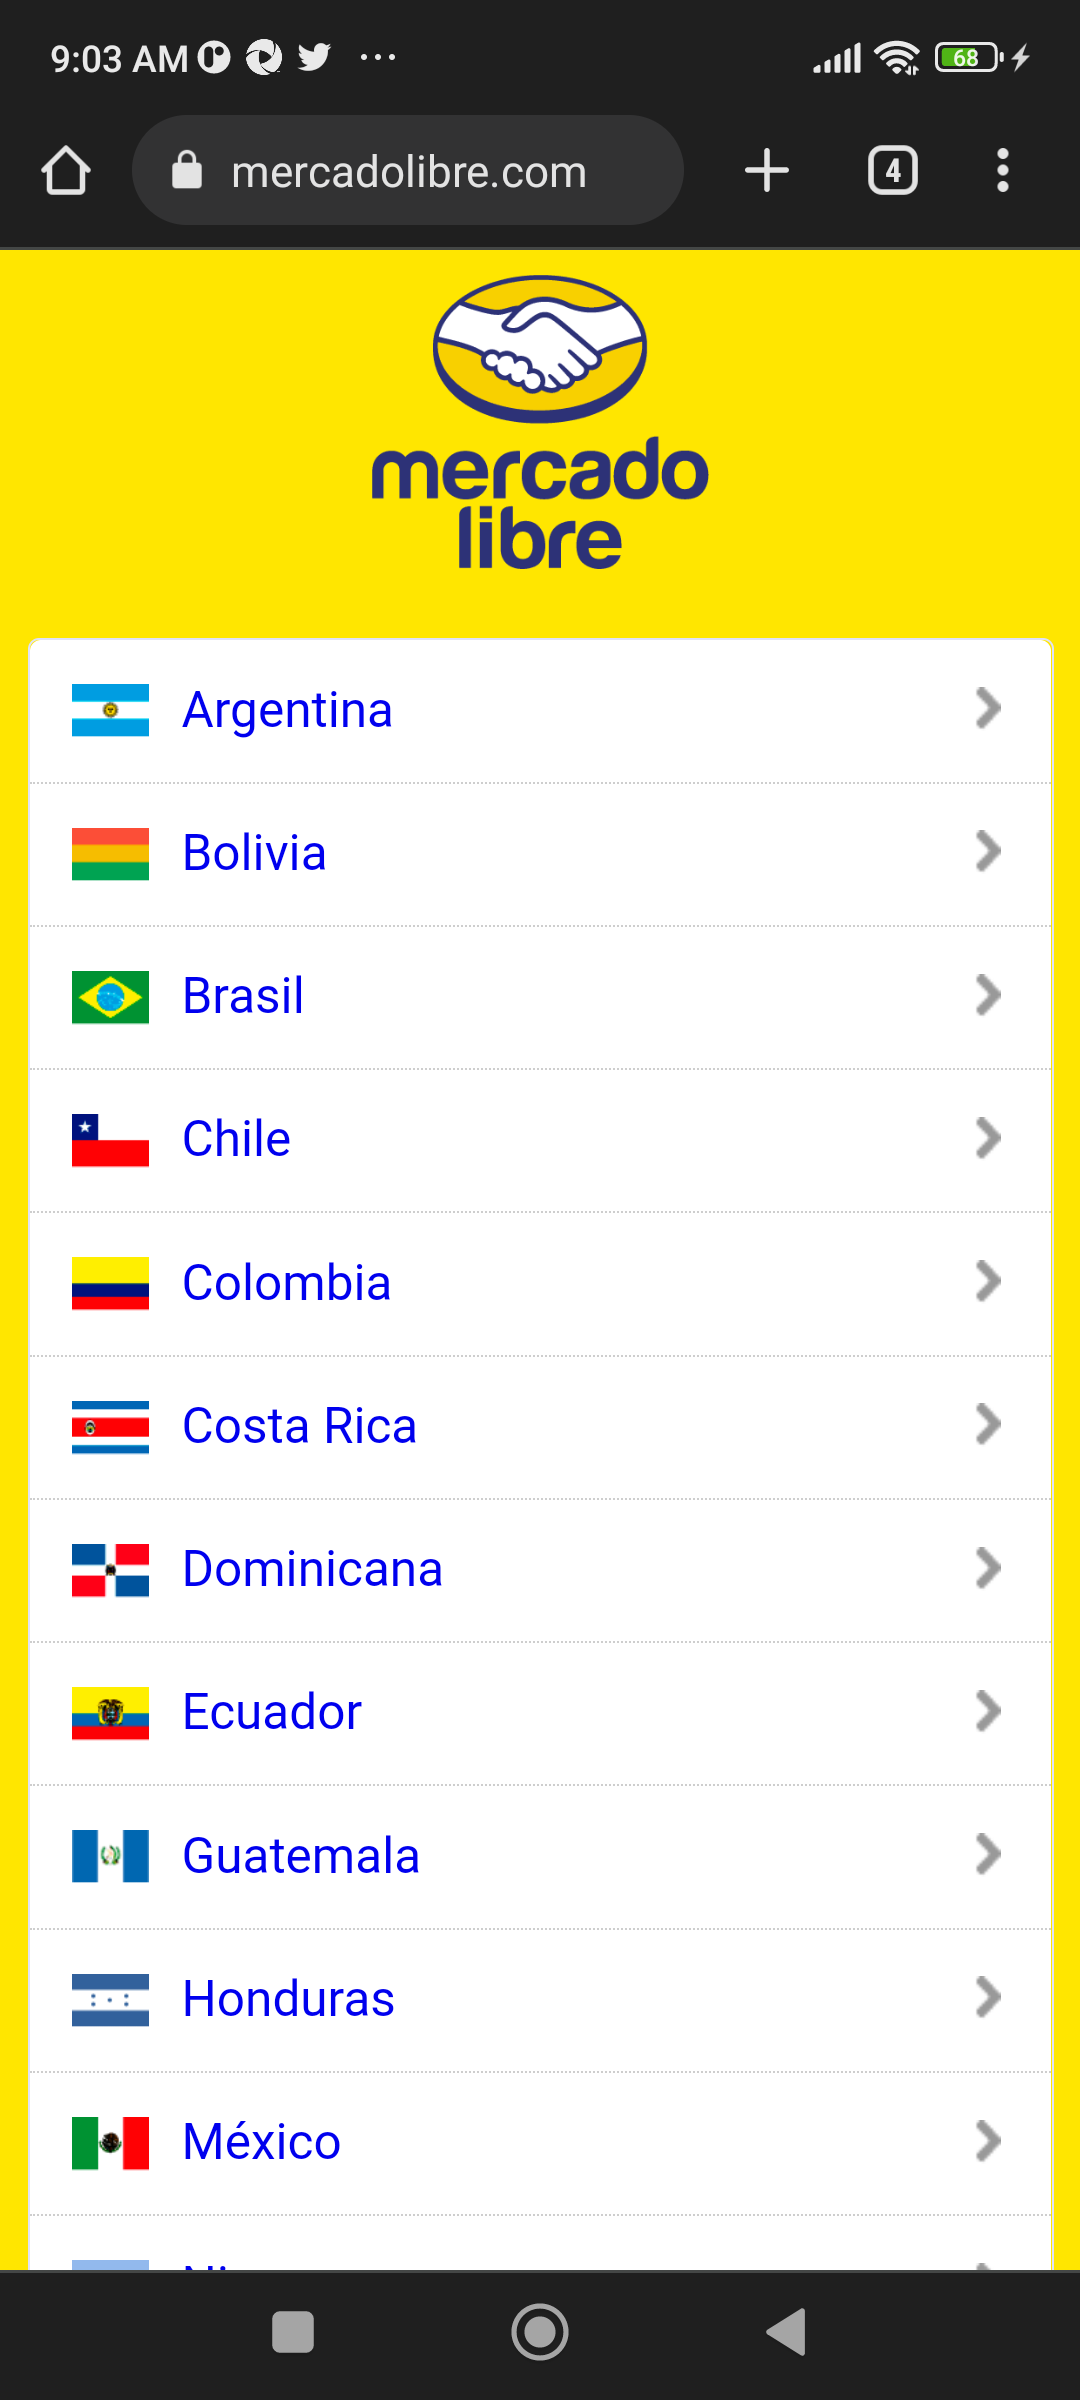 9:03 AM
68
mercadolibre.com
4
mercado
libre
Argentina
Bolivia
Brasil
Chile
Colombia
Costa Rica
Dominicana
Ecuador
Guatemala
Honduras
México